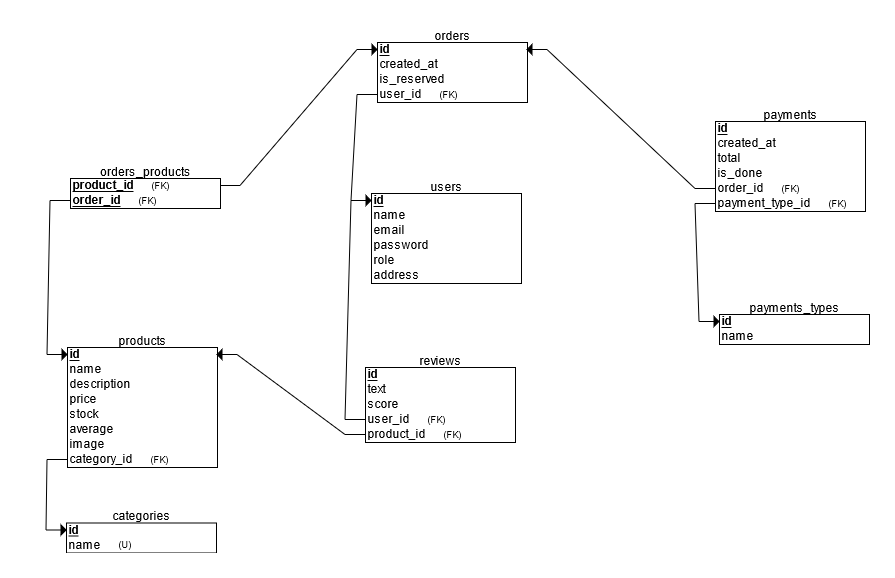 orders
id
created_at
is_reserved
user_id (FK)
payments
id
created_at
total
is_done
order_id (FK)
payment_type_id (FK)
orders_products
product_id (FK)
order_id (FK)
users
id
name
email
password
role
address
payments_types
id
name
products
id
name
description
price
stock
average
image
category_id (FK)
reviews
id
text
score
user_id (FK)
product_id (FK)
categories
id
name (U)